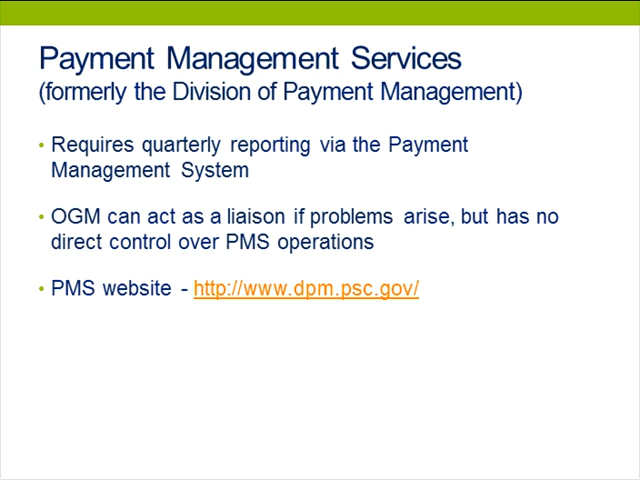 Payment Management Services
(formerly the Division of Payment Management)
• Requires quarterly reporting via the Payment
Management System
• OGM can act as a liaison if problems arise, but has no
direct control over PMS operations
• PMS website - http://www.dpm.psc.gov/